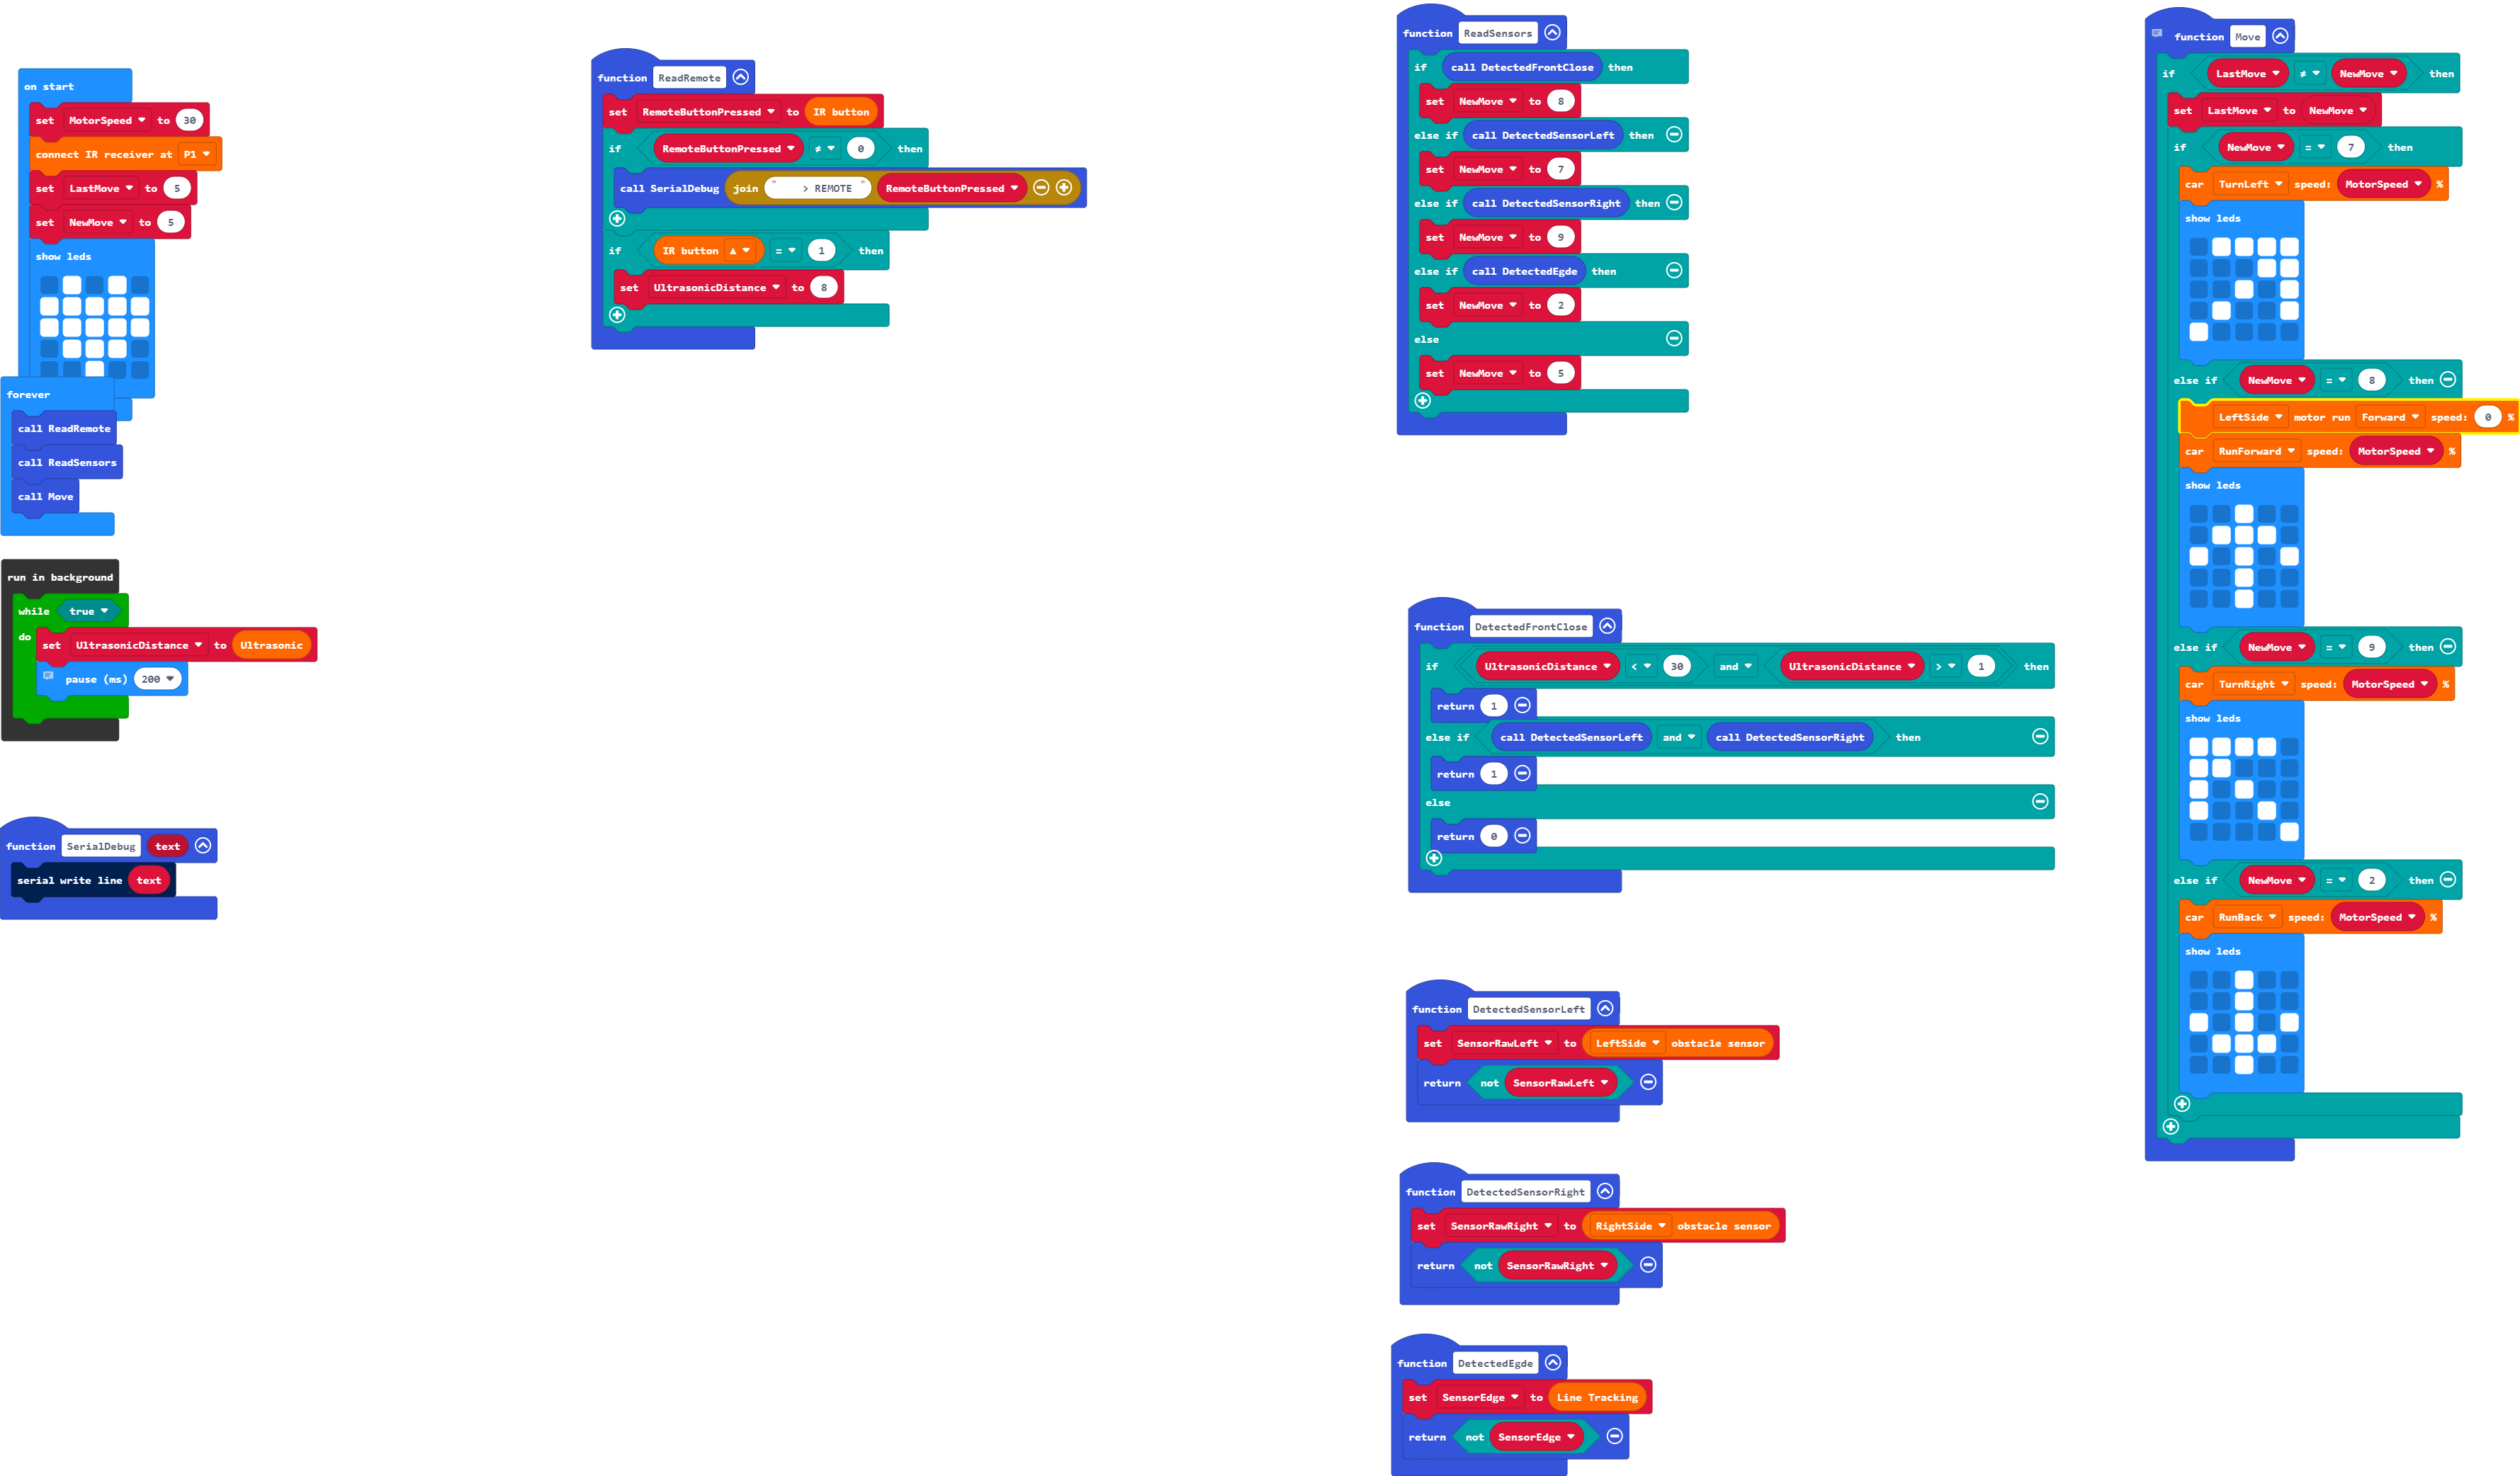 on start
set MotorSpeed to 30
connect IR receiver at P1
set LastMove to 5
set NewMove to 5
show leds
forever
call ReadRemote
call ReadSensors
call Move
run in background
while true
do
set UltrasonicDistance to Ultrasonic
pause (ms) 200
function SerialDebug text
serial write line text
function ReadRemote
set RemoteButtonPressed to IR button
if RemoteButtonPressed ≠ 0 then
call SerialDebug join " > REMOTE " RemoteButtonPressed
if IR button ▲ = 1 then
set UltrasonicDistance to 8
function ReadSensors
if call DetectedFrontClose then
set NewMove to 8
else if call DetectedSensorLeft then
set NewMove to 7
else if call DetectedSensorRight then
set NewMove to 9
else if call DetectedEgde then
set NewMove to 2
else
set NewMove to 5
function DetectedFrontClose
if UltrasonicDistance < 30 and UltrasonicDistance > 1 then
return 1
else if call DetectedSensorLeft and call DetectedSensorRight then
return 1
else
return 0
function DetectedSensorLeft
set SensorRawLeft to LeftSide obstacle sensor
return not SensorRawLeft
function DetectedSensorRight
set SensorRawRight to RightSide obstacle sensor
return not SensorRawRight
function DetectedEgde
set SensorEdge to Line Tracking
return not SensorEdge
function Move
if LastMove ≠ NewMove then
set LastMove to NewMove
if NewMove = 7 then
car TurnLeft speed: MotorSpeed %
show leds
else if NewMove = 8 then
LeftSide motor run Forward speed: 0 %
car RunForward speed: MotorSpeed %
show leds
else if NewMove = 9 then
car TurnRight speed: MotorSpeed %
show leds
else if NewMove = 2 then
car RunBack speed: MotorSpeed %
show leds